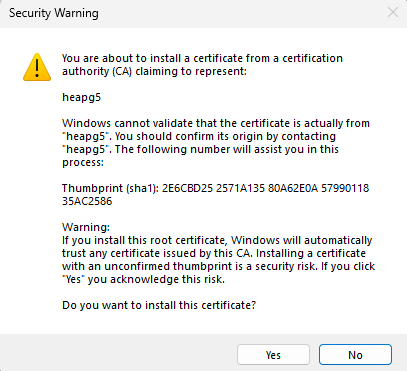 Security Warning
You are about to install a certificate from a certification
authority (CA) claiming to represent:
heapg5
Windows cannot validate that the certificate is actually from
"heapg5". You should confirm its origin by contacting
"heapg5". The following number will assist you in this
process:
Thumbprint (sha1): 2E6CBD25 2571A135 80A62E0A 57990118
35AC2586
Warning:
If you install this root certificate, Windows will automatically
trust any certificate issued by this CA. Installing a certificate
with an unconfirmed thumbprint is a security risk. If you click
"Yes" you acknowledge this risk.
Do you want to install this certificate?
Yes
No